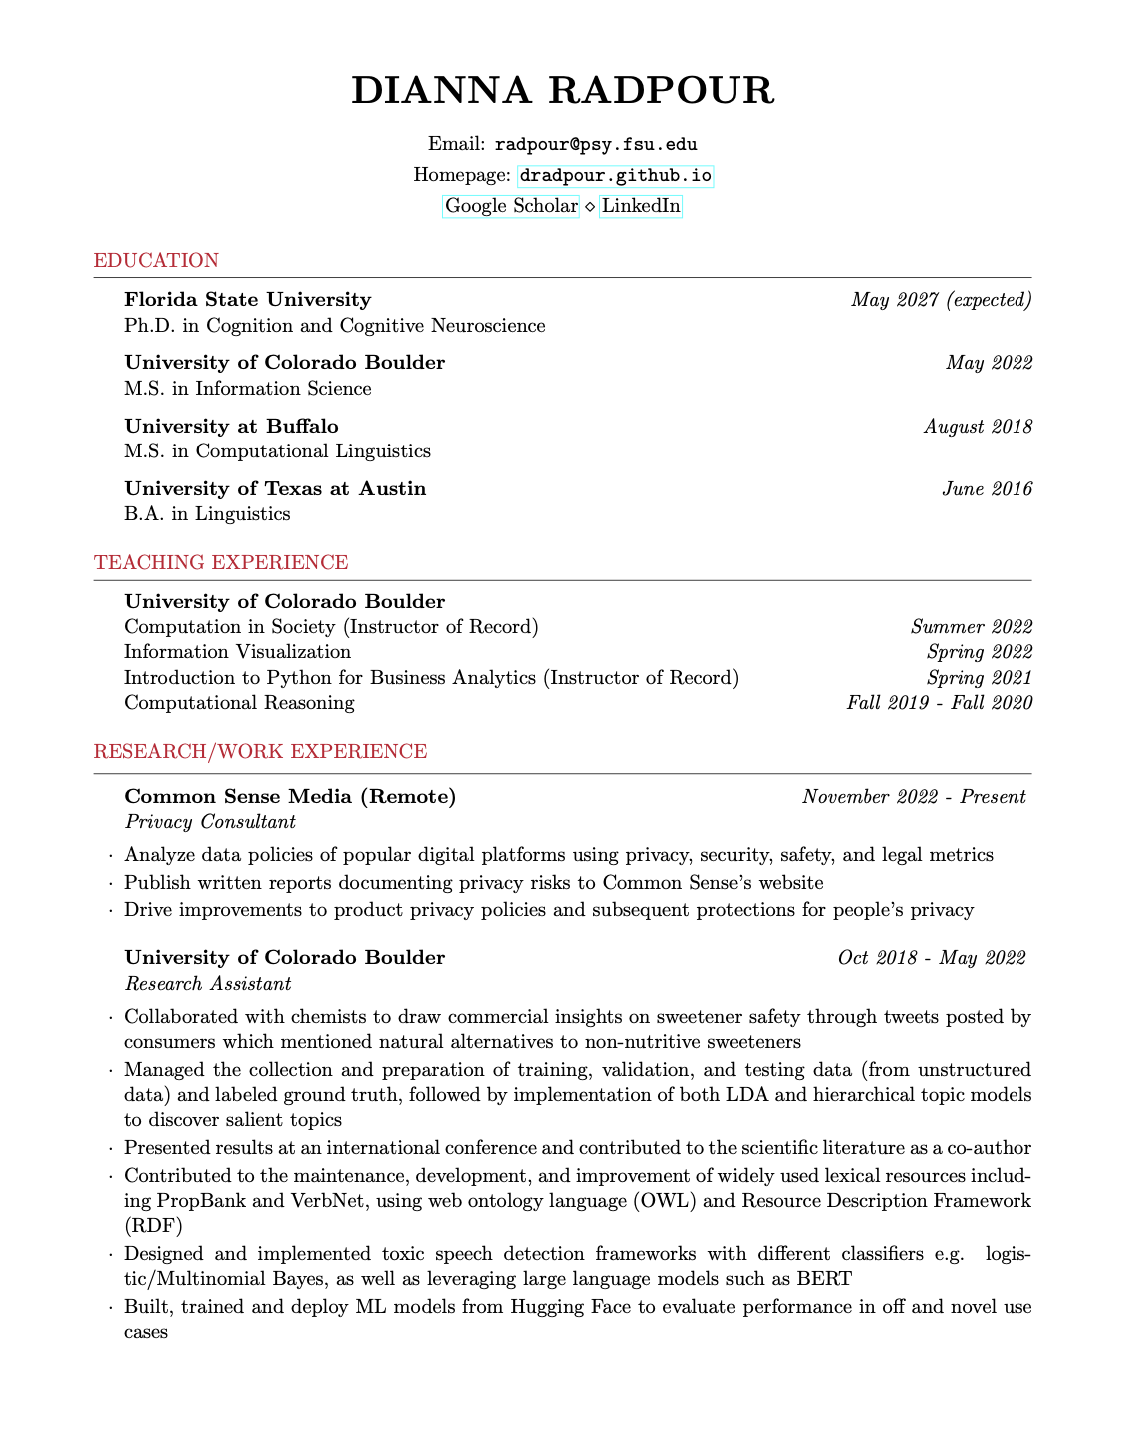 DIANNA RADPOUR
Email: radpour@psy.fsu.edu
Homepage: dradpour.github.io
Google Scholar ⋄ LinkedIn
EDUCATION
Florida State University May 2027 (expected)
Ph.D. in Cognition and Cognitive Neuroscience
University of Colorado Boulder May 2022
M.S. in Information Science
University at Buffalo August 2018
M.S. in Computational Linguistics
University of Texas at Austin June 2016
B.A. in Linguistics
TEACHING EXPERIENCE
University of Colorado Boulder
Computation in Society (Instructor of Record) Summer 2022
Information Visualization Spring 2022
Introduction to Python for Business Analytics (Instructor of Record) Spring 2021
Computational Reasoning Fall 2019 - Fall 2020
RESEARCH/WORK EXPERIENCE
Common Sense Media (Remote) November 2022 - Present
Privacy Consultant
· Analyze data policies of popular digital platforms using privacy, security, safety, and legal metrics
· Publish written reports documenting privacy risks to Common Sense's website
· Drive improvements to product privacy policies and subsequent protections for people's privacy
University of Colorado Boulder Oct 2018 - May 2022
Research Assistant
· Collaborated with chemists to draw commercial insights on sweetener safety through tweets posted by
consumers which mentioned natural alternatives to non-nutritive sweeteners
· Managed the collection and preparation of training, validation, and testing data (from unstructured
data) and labeled ground truth, followed by implementation of both LDA and hierarchical topic models
to discover salient topics
· Presented results at an international conference and contributed to the scientific literature as a co-author
· Contributed to the maintenance, development, and improvement of widely used lexical resources includ-
ing PropBank and VerbNet, using web ontology language (OWL) and Resource Description Framework
(RDF)
· Designed and implemented toxic speech detection frameworks with different classifiers e.g. logis-
tic/Multinomial Bayes, as well as leveraging large language models such as BERT
· Built, trained and deploy ML models from Hugging Face to evaluate performance in off and novel use
cases